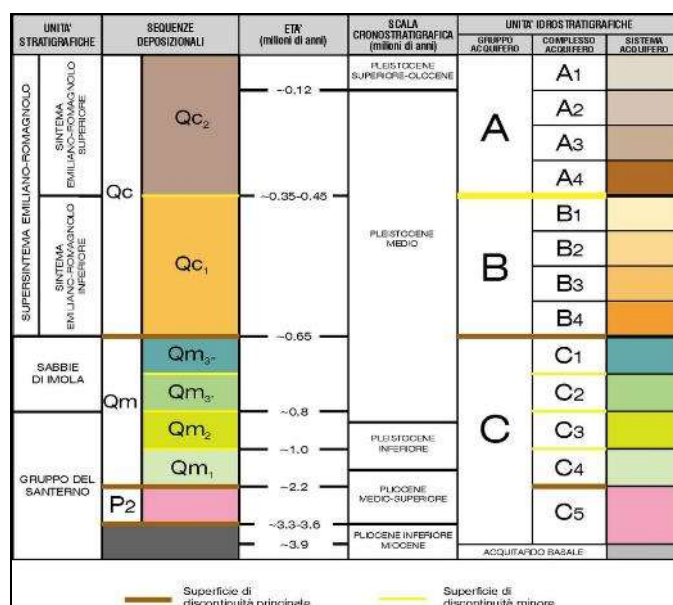 UNITA' STRATIGRAFICHE
SEQUENZE DEPOSIZIONALI
ETA' (milioni di anni)
SCALA CRONOSTRATIGRAFICA (milioni di anni)
UNITA' IDROSTRATIGRAFICHE
GRUPPO ACQUIFERO
COMPLESSO ACQUIFERO
SISTEMA ACQUIFERO
SUPERSINTEMA EMILIANO-ROMAGNOLO
SINTEMA EMILIANO-ROMAGNOLO SUPERIORE
SINTEMA EMILIANO-ROMAGNOLO INFERIORE
SABBIE DI IMOLA
GRUPPO DEL SANTERNO
Qc
Qm
P2
Qc2
Qc1
Qm3"
Qm3'
Qm2
Qm1
~0.12
~0.35-0.45
~0.65
~0.8
~1.0
~2.2
~3.3-3.6
~3.9
PLEISTOCENE SUPERIORE-OLOCENE
PLEISTOCENE MEDIO
PLEISTOCENE INFERIORE
PLIOCENE MEDIO-SUPERIORE
PLIOCENE INFERIORE MIOCENE
A
B
C
A1
A2
A3
A4
B1
B2
B3
B4
C1
C2
C3
C4
C5
ACQUITARDO BASALE
Superficie di discontinuità principale
Superficie di discontinuità minore